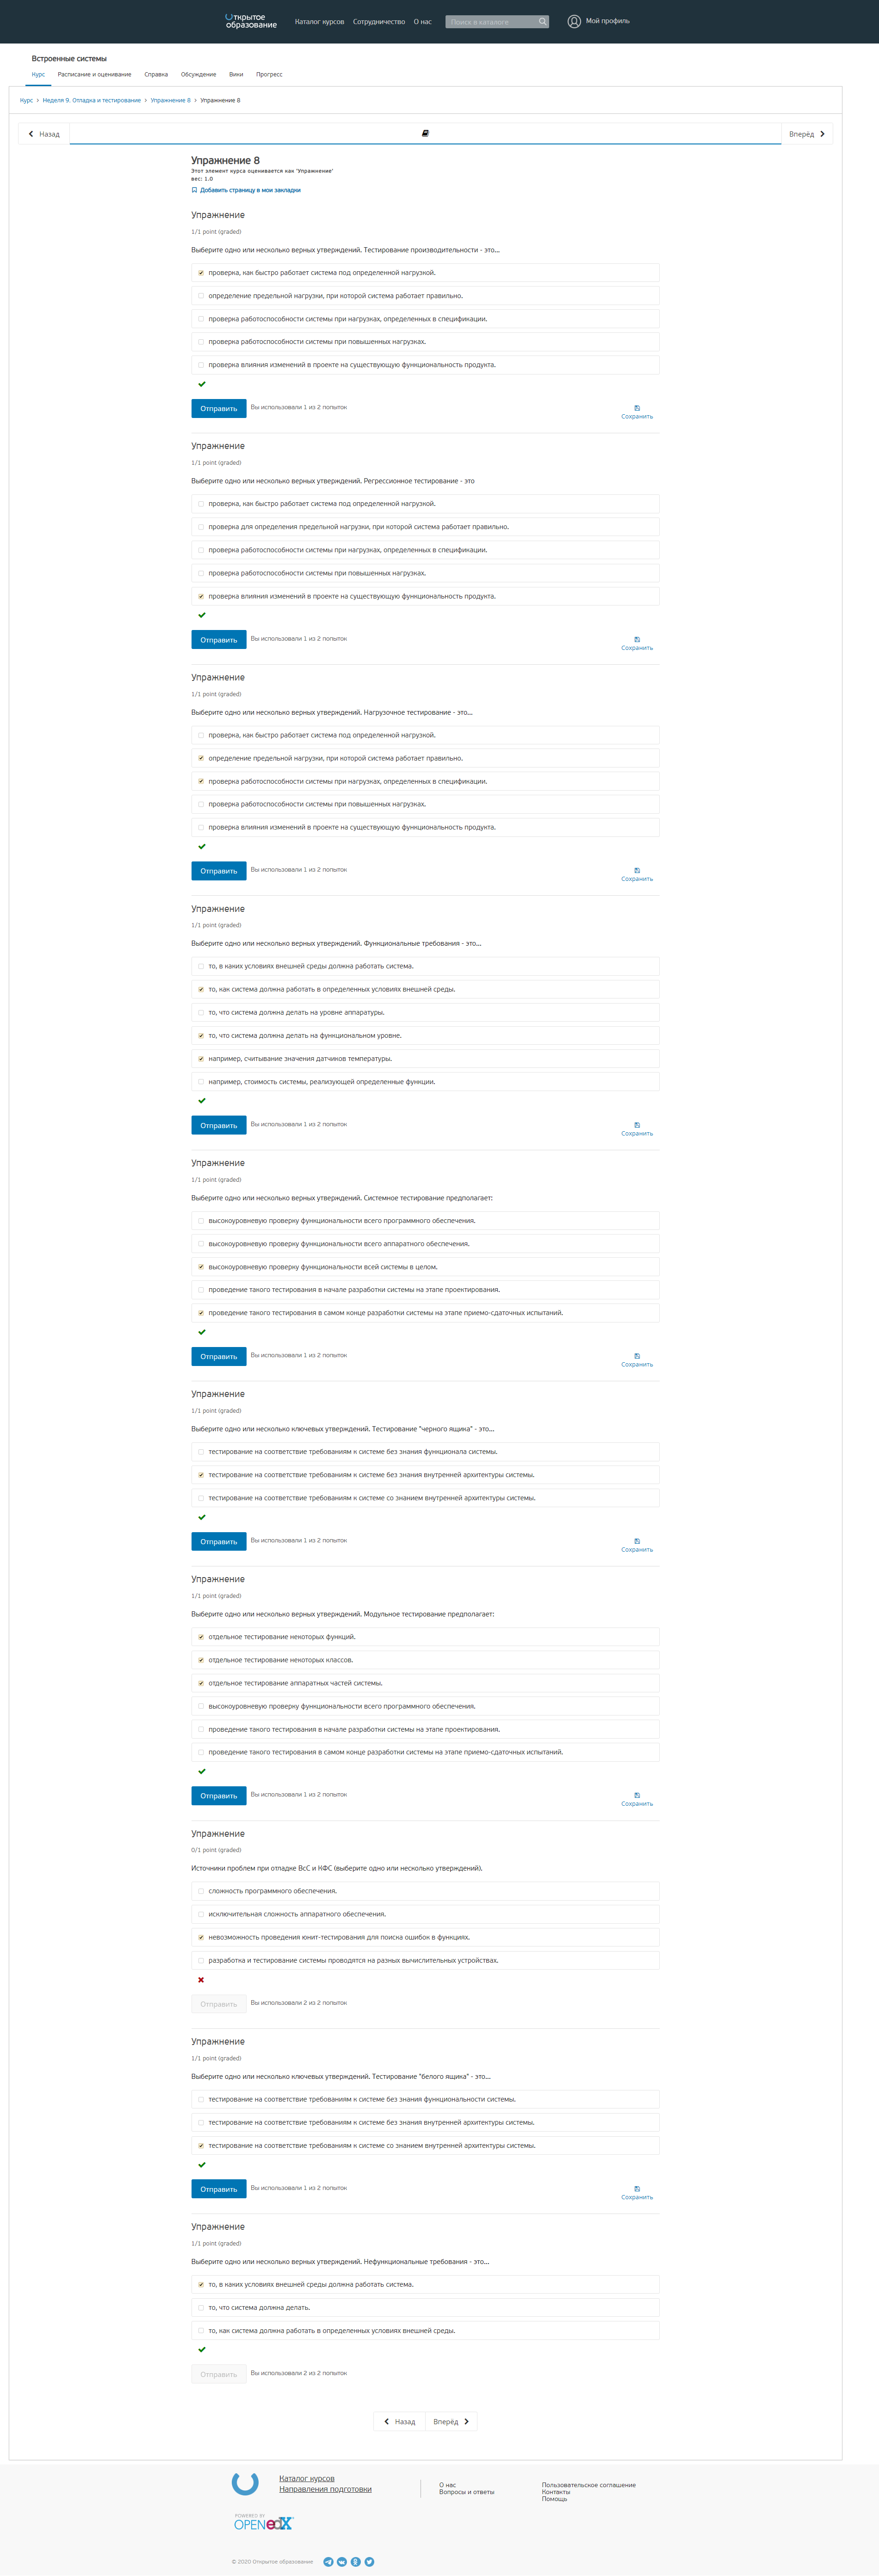 Открытое
образование
Каталог курсов
Сотрудничество
О нас
Поиск в каталоге
Мой профиль
Встроенные системы
Курс
Расписание и оценивание
Справка
Обсуждение
Вики
Прогресс
Курс > Неделя 9. Отладка и тестирование > Упражнение 8 > Упражнение 8
Назад
Вперёд
Упражнение 8
Этот элемент курса оценивается как 'Упражнение'
вес: 1.0
Добавить страницу в мои закладки
Упражнение
1/1 point (graded)
Выберите одно или несколько верных утверждений. Тестирование производительности - это...
проверка, как быстро работает система под определенной нагрузкой.
определение предельной нагрузки, при которой система работает правильно.
проверка работоспособности системы при нагрузках, определенных в спецификации.
проверка работоспособности системы при повышенных нагрузках.
проверка влияния изменений в проекте на существующую функциональность продукта.
Отправить
Вы использовали 1 из 2 попыток
Сохранить
Упражнение
1/1 point (graded)
Выберите одно или несколько верных утверждений. Регрессионное тестирование - это
проверка, как быстро работает система под определенной нагрузкой.
проверка для определения предельной нагрузки, при которой система работает правильно.
проверка работоспособности системы при нагрузках, определенных в спецификации.
проверка работоспособности системы при повышенных нагрузках.
проверка влияния изменений в проекте на существующую функциональность продукта.
Отправить
Вы использовали 1 из 2 попыток
Сохранить
Упражнение
1/1 point (graded)
Выберите одно или несколько верных утверждений. Нагрузочное тестирование - это...
проверка, как быстро работает система под определенной нагрузкой.
определение предельной нагрузки, при которой система работает правильно.
проверка работоспособности системы при нагрузках, определенных в спецификации.
проверка работоспособности системы при повышенных нагрузках.
проверка влияния изменений в проекте на существующую функциональность продукта.
Отправить
Вы использовали 1 из 2 попыток
Сохранить
Упражнение
1/1 point (graded)
Выберите одно или несколько верных утверждений. Функциональные требования - это...
то, в каких условиях внешней среды должна работать система.
то, как система должна работать в определенных условиях внешней среды.
то, что система должна делать на уровне аппаратуры.
то, что система должна делать на функциональном уровне.
например, считывание значения датчиков температуры.
например, стоимость системы, реализующей определенные функции.
Отправить
Вы использовали 1 из 2 попыток
Сохранить
Упражнение
1/1 point (graded)
Выберите одно или несколько верных утверждений. Системное тестирование предполагает:
высокоуровневую проверку функциональности всего программного обеспечения.
высокоуровневую проверку функциональности всего аппаратного обеспечения.
высокоуровневую проверку функциональности всей системы в целом.
проведение такого тестирования в начале разработки системы на этапе проектирования.
проведение такого тестирования в самом конце разработки системы на этапе приемо-сдаточных испытаний.
Отправить
Вы использовали 1 из 2 попыток
Сохранить
Упражнение
1/1 point (graded)
Выберите одно или несколько ключевых утверждений. Тестирование "черного ящика" - это...
тестирование на соответствие требованиям к системе без знания функционала системы.
тестирование на соответствие требованиям к системе без знания внутренней архитектуры системы.
тестирование на соответствие требованиям к системе со знанием внутренней архитектуры системы.
Отправить
Вы использовали 1 из 2 попыток
Сохранить
Упражнение
1/1 point (graded)
Выберите одно или несколько верных утверждений. Модульное тестирование предполагает:
отдельное тестирование некоторых функций.
отдельное тестирование некоторых классов.
отдельное тестирование аппаратных частей системы.
высокоуровневую проверку функциональности всего программного обеспечения.
проведение такого тестирования в начале разработки системы на этапе проектирования.
проведение такого тестирования в самом конце разработки системы на этапе приемо-сдаточных испытаний.
Отправить
Вы использовали 1 из 2 попыток
Сохранить
Упражнение
0/1 point (graded)
Источники проблем при отладке ВсС и КФС (выберите одно или несколько утверждений).
сложность программного обеспечения.
исключительная сложность аппаратного обеспечения.
невозможность проведения юнит-тестирования для поиска ошибок в функциях.
разработка и тестирование системы проводятся на разных вычислительных устройствах.
Отправить
Вы использовали 2 из 2 попыток
Упражнение
1/1 point (graded)
Выберите одно или несколько ключевых утверждений. Тестирование "белого ящика" - это...
тестирование на соответствие требованиям к системе без знания функциональности системы.
тестирование на соответствие требованиям к системе без знания внутренней архитектуры системы.
тестирование на соответствие требованиям к системе со знанием внутренней архитектуры системы.
Отправить
Вы использовали 1 из 2 попыток
Сохранить
Упражнение
1/1 point (graded)
Выберите одно или несколько верных утверждений. Нефункциональные требования - это...
то, в каких условиях внешней среды должна работать система.
то, что система должна делать.
то, как система должна работать в определенных условиях внешней среды.
Отправить
Вы использовали 2 из 2 попыток
Назад
Вперёд
Каталог курсов
Направления подготовки
О нас
Вопросы и ответы
Пользовательское соглашение
Контакты
Помощь
POWERED BY
OPEN edX
© 2020 Открытое образование